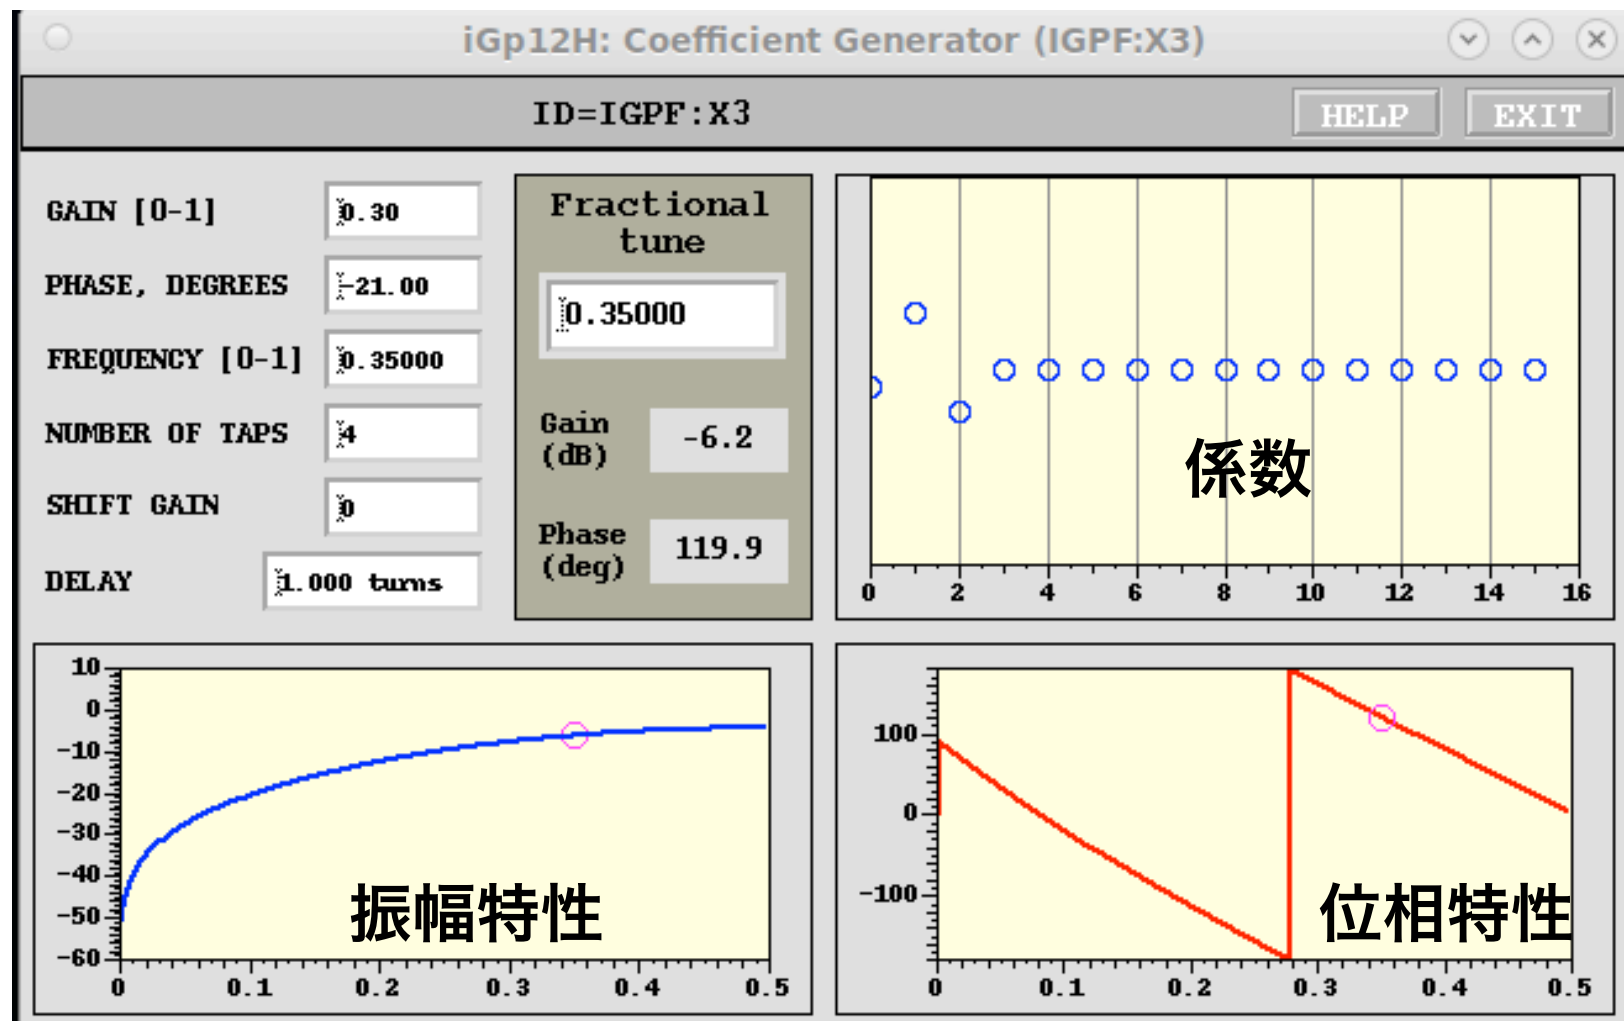 iGp12H: Coefficient Generator (IGPF:X3)
ID=IGPF:X3
HELP
EXIT
GAIN [0-1]
0.30
PHASE, DEGREES
-21.00
FREQUENCY [0-1]
0.35000
NUMBER OF TAPS
4
SHIFT GAIN
0
DELAY
1.000 turns
Fractional
tune
0.35000
Gain
(dB)
-6.2
Phase
(deg)
119.9
係数
0 2 4 6 8 10 12 14 16
10
0
-10
-20
-30
-40
-50
-60
振幅特性
0 0.1 0.2 0.3 0.4 0.5
100
0
-100
位相特性
0 0.1 0.2 0.3 0.4 0.5